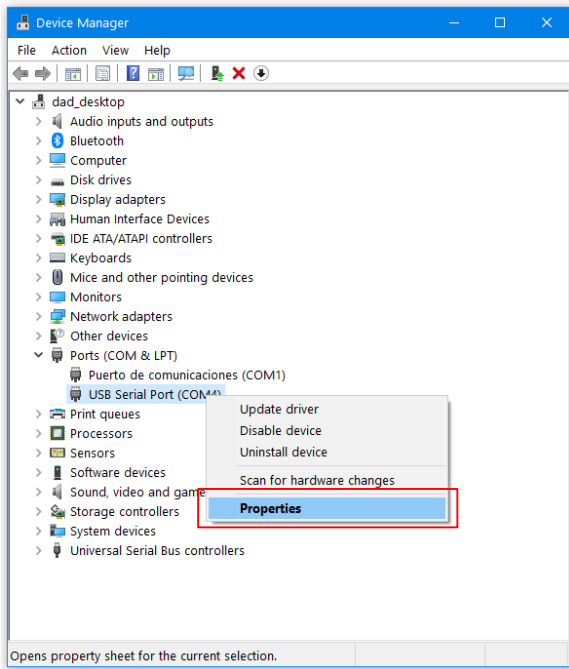 Device Manager
File Action View Help
dad_desktop
Audio inputs and outputs
Bluetooth
Computer
Disk drives
Display adapters
Human Interface Devices
IDE ATA/ATAPI controllers
Keyboards
Mice and other pointing devices
Monitors
Network adapters
Other devices
Ports (COM & LPT)
Puerto de comunicaciones (COM1)
USB Serial Port (COM4)
Update driver
Print queues
Disable device
Processors
Uninstall device
Sensors
Software devices
Scan for hardware changes
Sound, video and game
Properties
Storage controllers
System devices
Universal Serial Bus controllers
Opens property sheet for the current selection.